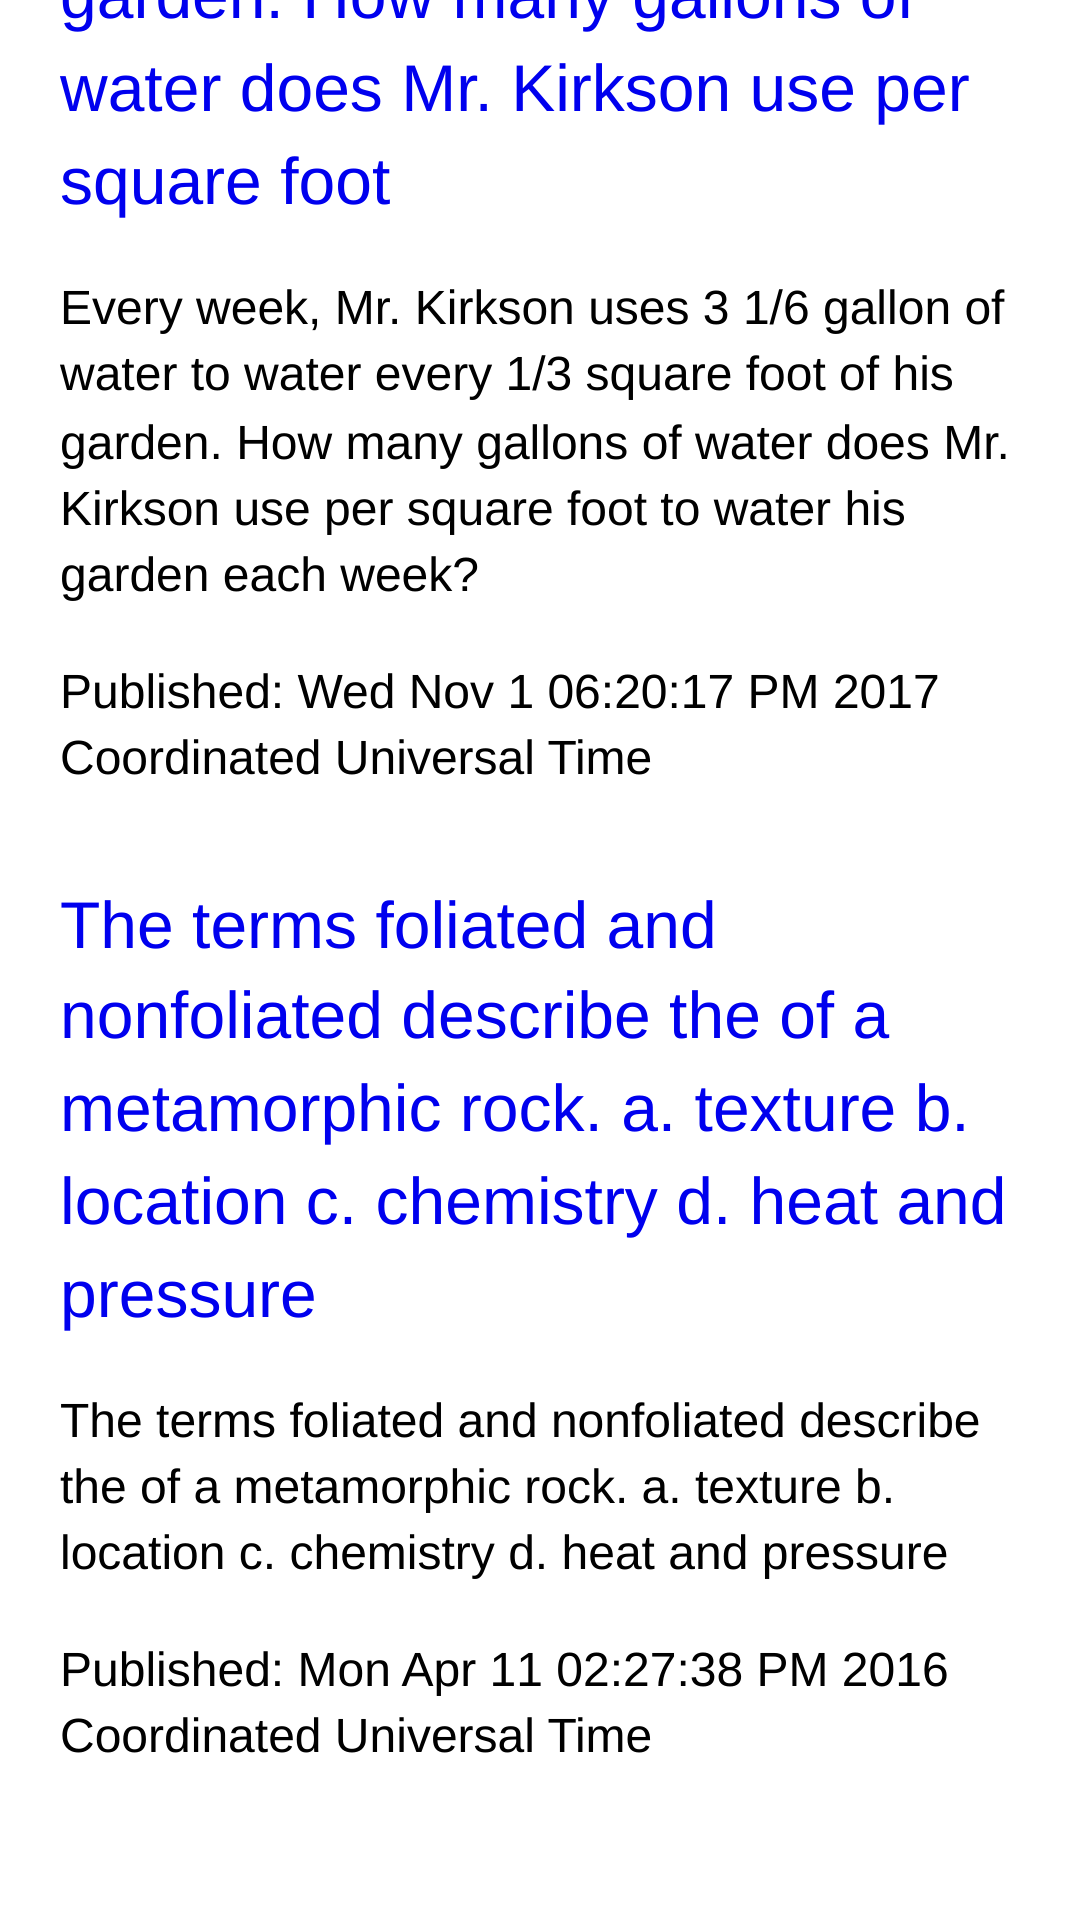 garden. How many gallons of
water does Mr. Kirkson use per
square foot
Every week, Mr. Kirkson uses 3 1/6 gallon of
water to water every 1/3 square foot of his
garden. How many gallons of water does Mr.
Kirkson use per square foot to water his
garden each week?
Published: Wed Nov 1 06:20:17 PM 2017
Coordinated Universal Time
The terms foliated and
nonfoliated describe the of a
metamorphic rock. a. texture b.
location c. chemistry d. heat and
pressure
The terms foliated and nonfoliated describe
the of a metamorphic rock. a. texture b.
location c. chemistry d. heat and pressure
Published: Mon Apr 11 02:27:38 PM 2016
Coordinated Universal Time